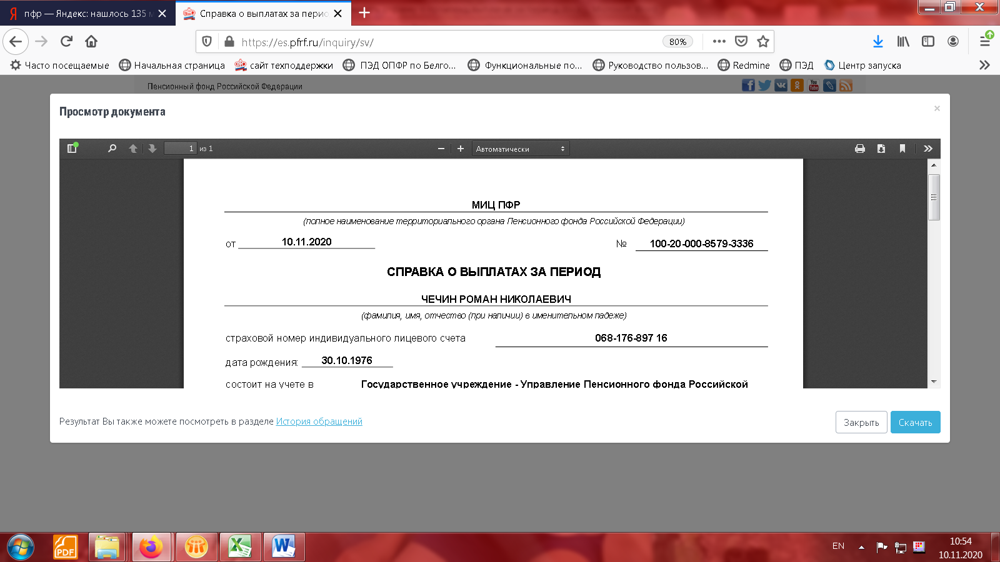 пфр — Яндекс: нашлось 135 м
Справка о выплатах за перио
https://es.pfrf.ru/inquiry/sv/
80%
Часто посещаемые
Начальная страница
сайт техподдержки
ПЭД ОПФР по Белго...
Функциональные по...
Руководство пользов...
Redmine
ПЭД
Центр запуска
Пенсионный фонд Российской Федерации
Просмотр документа
1 из 1
Автоматически
МИЦ ПФР
(полное наименование территориального органа Пенсионного фонда Российской Федерации)
от 10.11.2020 № 100-20-000-8579-3336
СПРАВКА О ВЫПЛАТАХ ЗА ПЕРИОД
ЧЕЧИН РОМАН НИКОЛАЕВИЧ
(фамилия, имя, отчество (при наличии) в именительном падеже)
страховой номер индивидуального лицевого счета 068-176-897 16
дата рождения: 30.10.1976
состоит на учете в Государственное учреждение - Управление Пенсионного фонда Российской
Результат Вы также можете посмотреть в разделе История обращений
Закрыть
Скачать
PDF
EN
10:54
10.11.2020